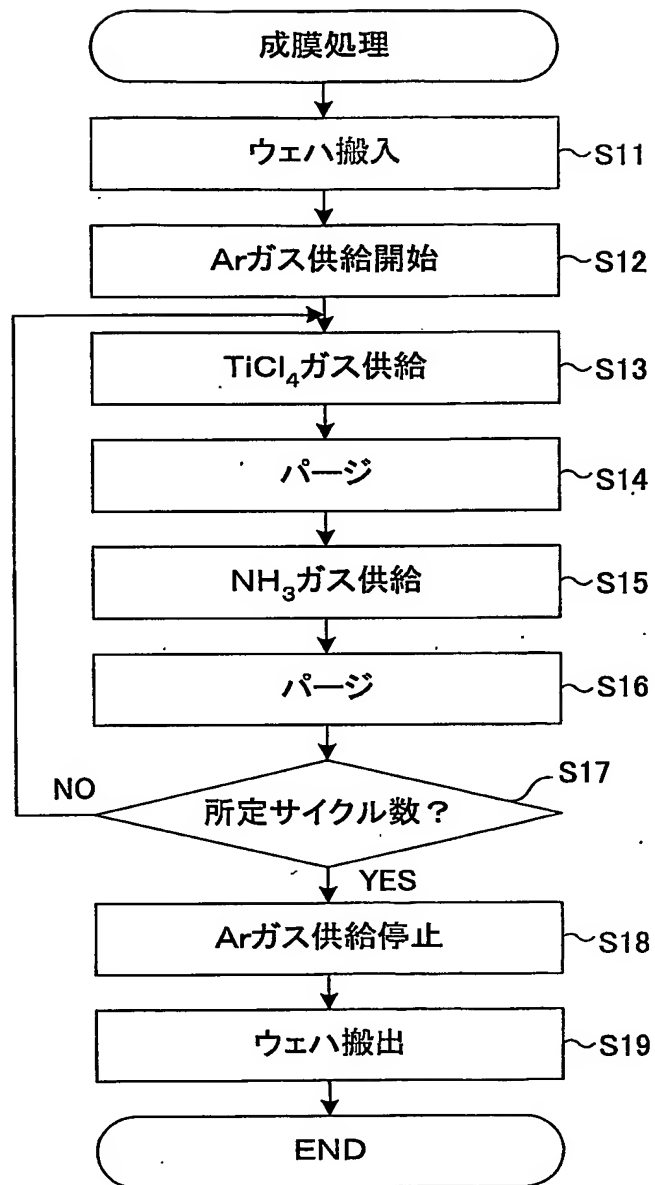 成膜処理
ウェハ搬入
S11
Arガス供給開始
S12
TiCl₄ガス供給
S13
パージ
S14
NH₃ガス供給
S15
パージ
S16
所定サイクル数？
S17
NO
YES
Arガス供給停止
S18
ウェハ搬出
S19
END